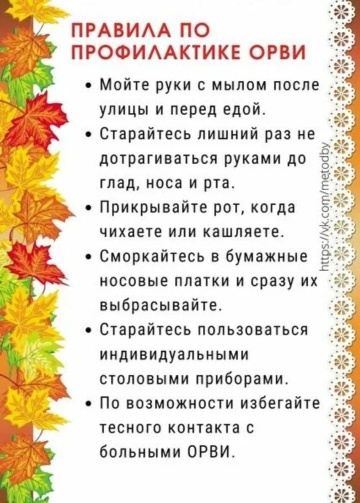 ПРАВИЛА ПО
ПРОФИЛАКТИКЕ ОРВИ
• Мойте руки с мылом после
улицы и перед едой.
• Старайтесь лишний раз не
дотрагиваться руками до
глад, носа и рта.
• Прикрывайте рот, когда
чихаете или кашляете.
• Сморкайтесь в бумажные
носовые платки и сразу их
выбрасывайте.
• Старайтесь пользоваться
индивидуальными
столовыми приборами.
• По возможности избегайте
тесного контакта с
больными ОРВИ.
https://vk.com/metodby